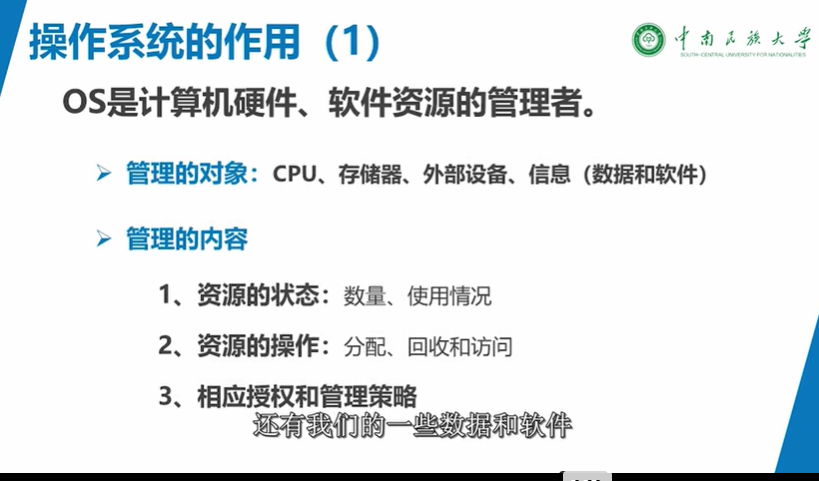 操作系统的作用（1）
中南民族大学
SOUTH-CENTRAL UNIVERSITY FOR NATIONALITIES
OS是计算机硬件、软件资源的管理者。
➢ 管理的对象：CPU、存储器、外部设备、信息（数据和软件）
➢ 管理的内容
1、资源的状态：数量、使用情况
2、资源的操作：分配、回收和访问
3、相应授权和管理策略
还有我们的一些数据和软件